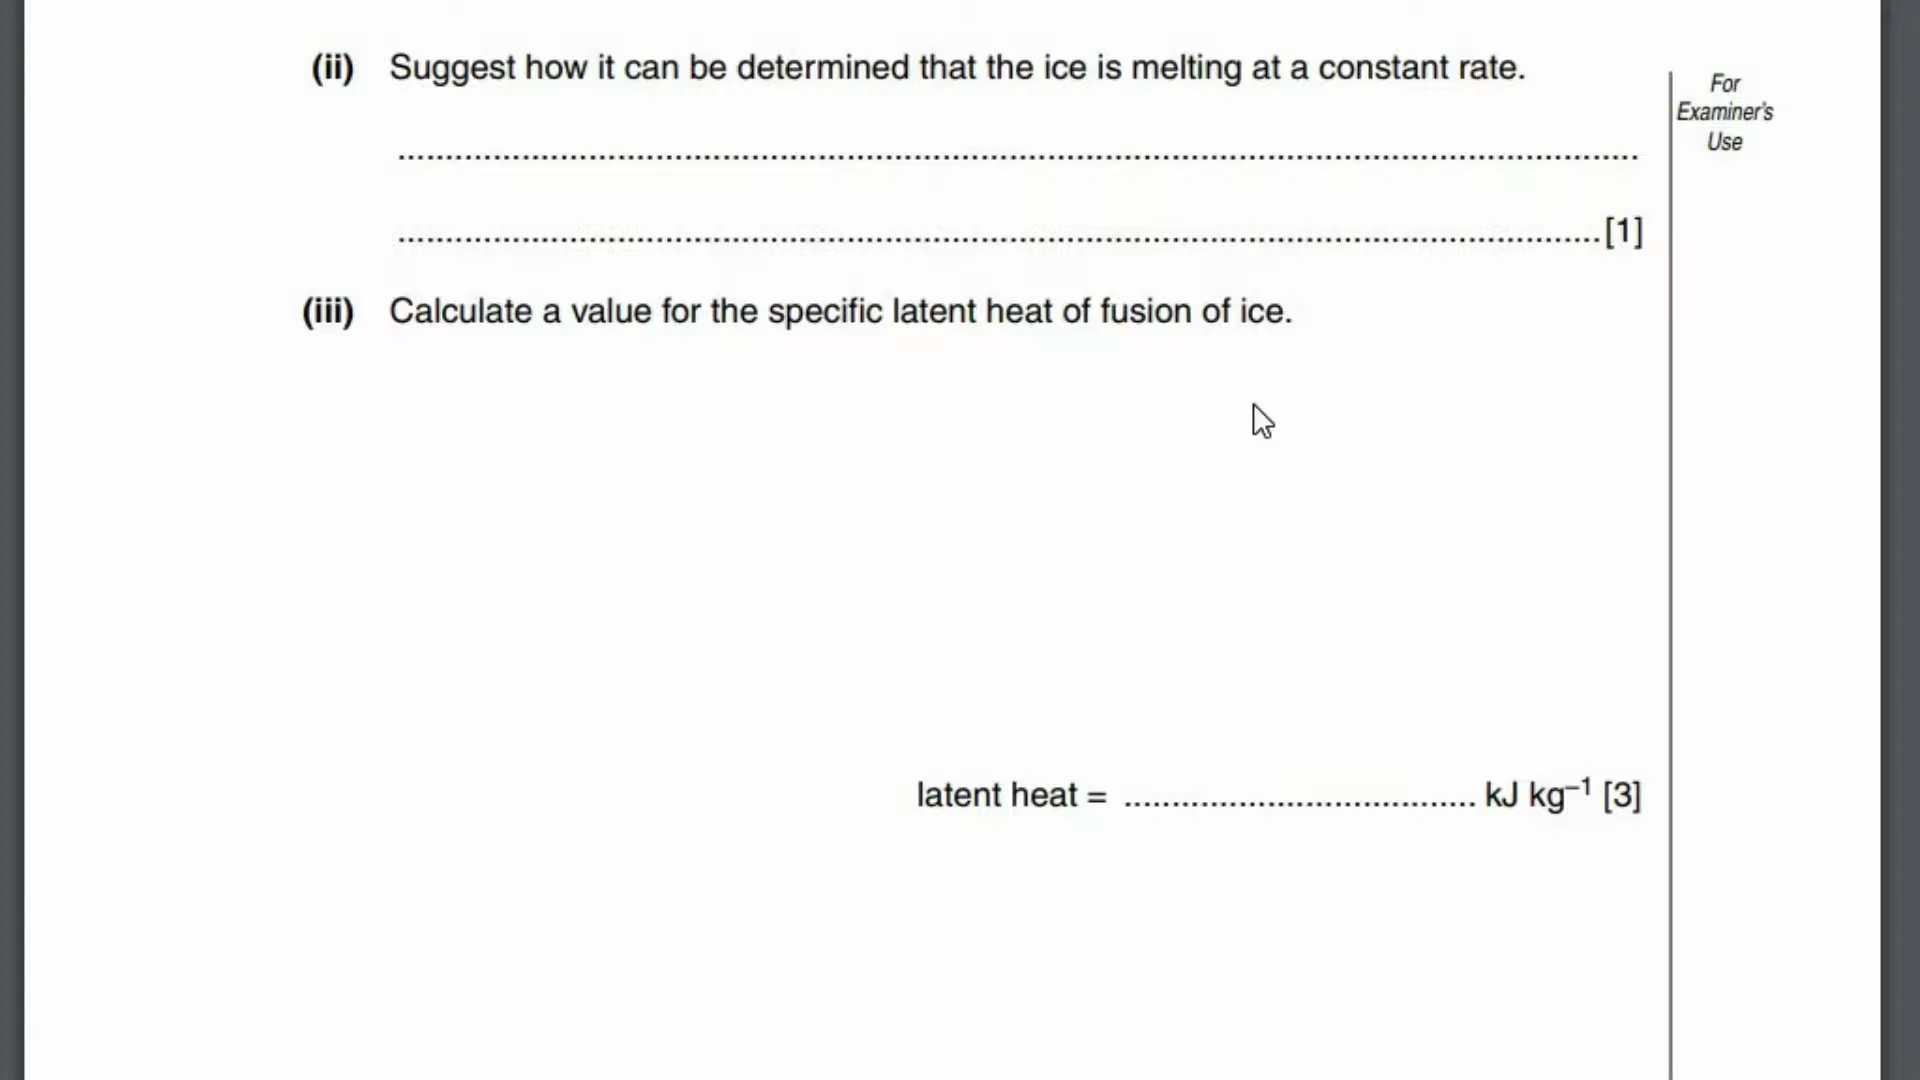 (ii) Suggest how it can be determined that the ice is melting at a constant rate.
For
Examiner's
Use
..........................................................................................................................................
......................................................................................................................................[1]
(iii) Calculate a value for the specific latent heat of fusion of ice.
latent heat = ..................................... kJ kg⁻¹ [3]